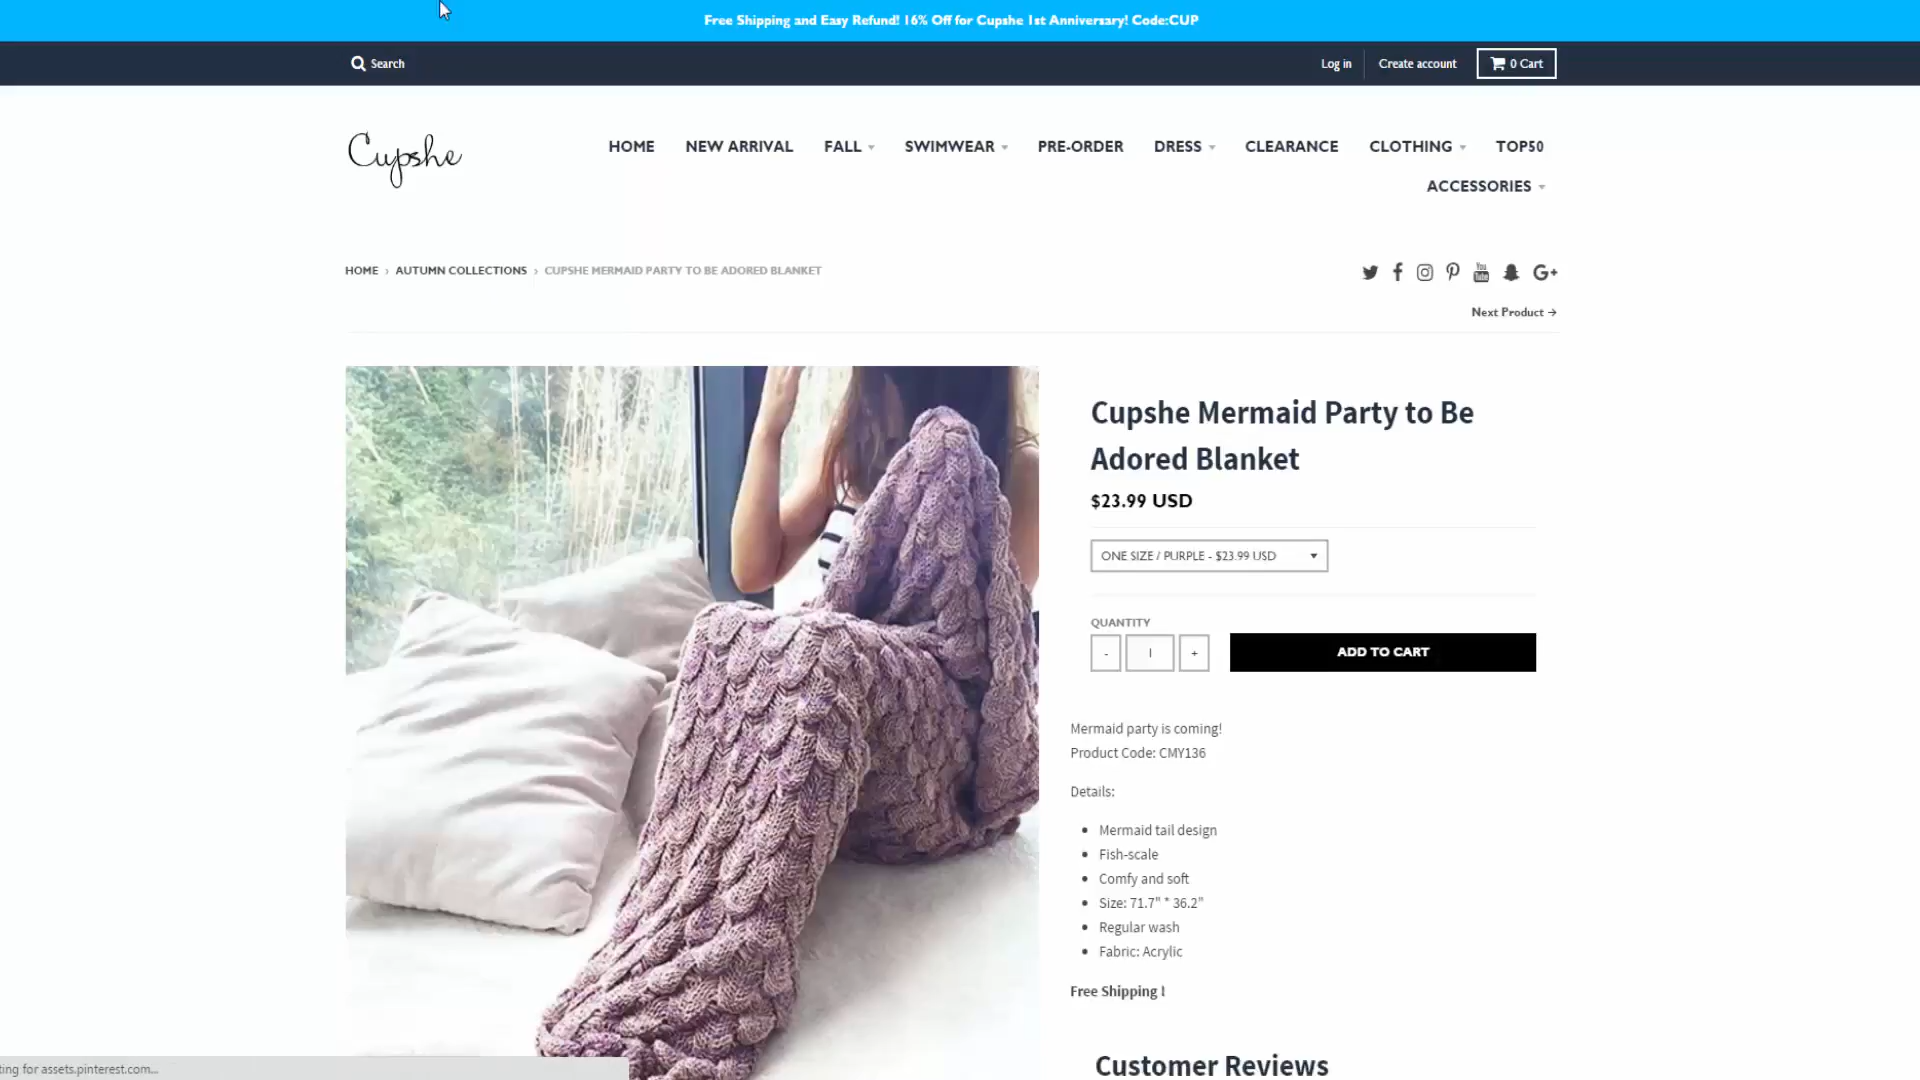 Free Shipping and Easy Refund! 16% Off for Cupshe 1st Anniversary! Code:CUP
Search
Log in
Create account
0 Cart
Cupshe
HOME
NEW ARRIVAL
FALL
SWIMWEAR
PRE-ORDER
DRESS
CLEARANCE
CLOTHING
TOP50
ACCESSORIES
HOME › AUTUMN COLLECTIONS › CUPSHE MERMAID PARTY TO BE ADORED BLANKET
You Tube
G+
Next Product →
Cupshe Mermaid Party to Be
Adored Blanket
$23.99 USD
ONE SIZE / PURPLE - $23.99 USD
QUANTITY
- 1 +
ADD TO CART
Mermaid party is coming!
Product Code: CMY136
Details:
Mermaid tail design
Fish-scale
Comfy and soft
Size: 71.7" * 36.2"
Regular wash
Fabric: Acrylic
Free Shipping !
Customer Reviews
ting for assets.pinterest.com...